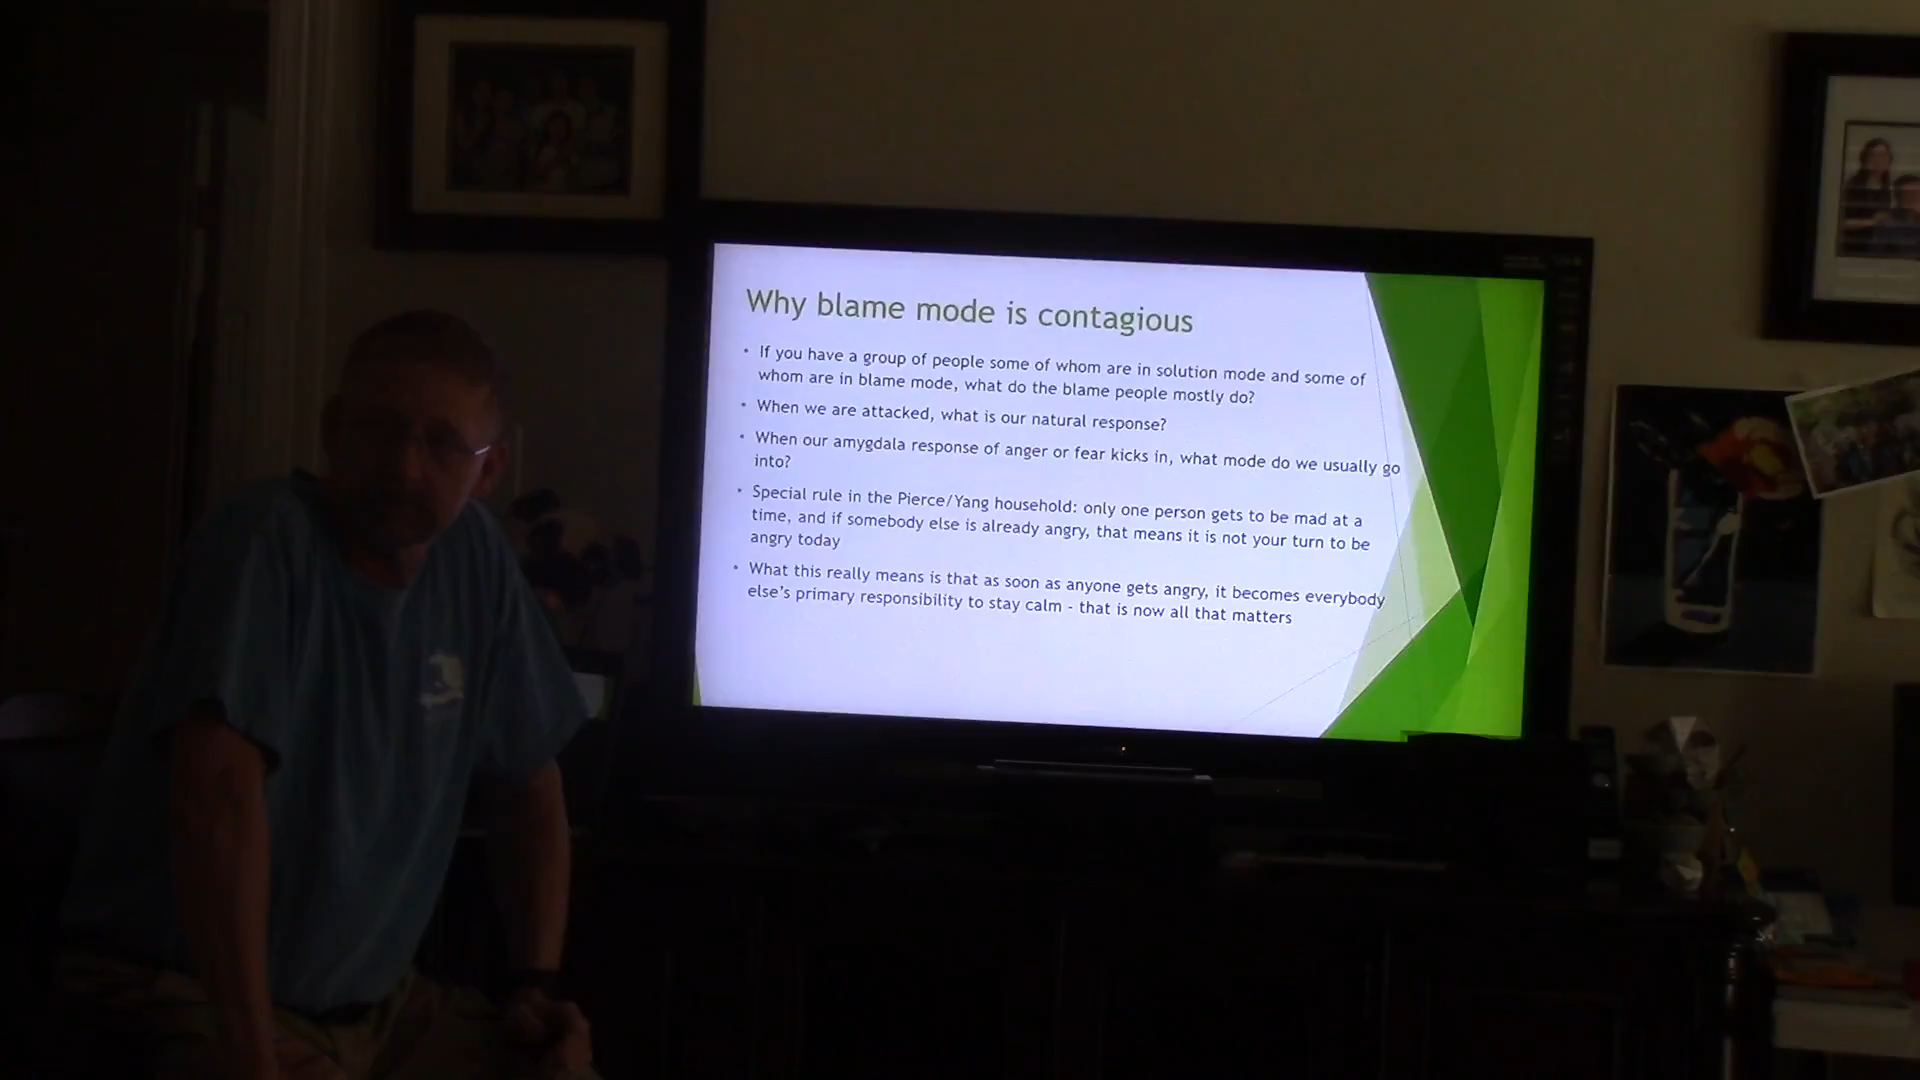 Why blame mode is contagious
• If you have a group of people some of whom are in solution mode and some of
whom are in blame mode, what do the blame people mostly do?
• When we are attacked, what is our natural response?
• When our amygdala response of anger or fear kicks in, what mode do we usually go
into?
• Special rule in the Pierce/Yang household: only one person gets to be mad at a
time, and if somebody else is already angry, that means it is not your turn to be
angry today
• What this really means is that as soon as anyone gets angry, it becomes everybody
else's primary responsibility to stay calm - that is now all that matters